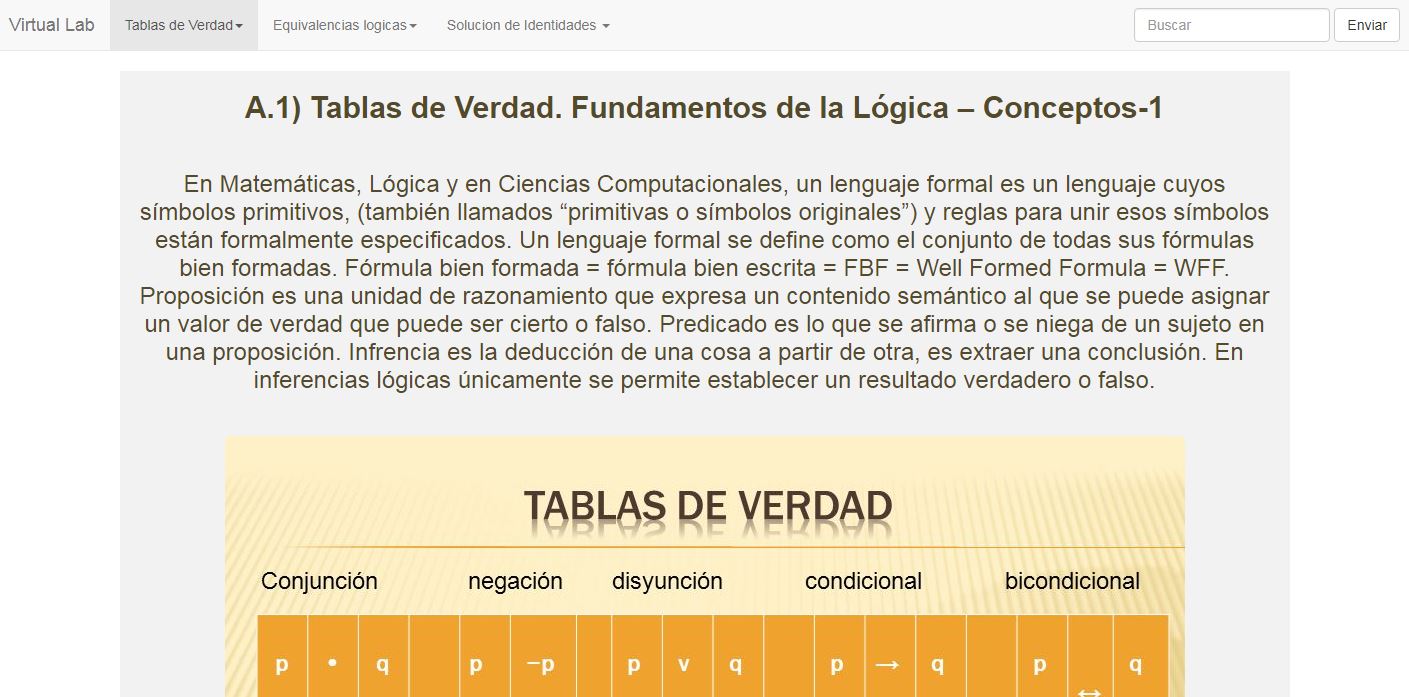 Virtual Lab Tablas de Verdad Equivalencias logicas Solucion de Identidades Buscar Enviar
A.1) Tablas de Verdad. Fundamentos de la Lógica – Conceptos-1
En Matemáticas, Lógica y en Ciencias Computacionales, un lenguaje formal es un lenguaje cuyos
símbolos primitivos, (también llamados “primitivas o símbolos originales”) y reglas para unir esos símbolos
están formalmente especificados. Un lenguaje formal se define como el conjunto de todas sus fórmulas
bien formadas. Fórmula bien formada = fórmula bien escrita = FBF = Well Formed Formula = WFF.
Proposición es una unidad de razonamiento que expresa un contenido semántico al que se puede asignar
un valor de verdad que puede ser cierto o falso. Predicado es lo que se afirma o se niega de un sujeto en
una proposición. Infrencia es la deducción de una cosa a partir de otra, es extraer una conclusión. En
inferencias lógicas únicamente se permite establecer un resultado verdadero o falso.
TABLAS DE VERDAD
Conjunción negación disyunción condicional bicondicional
p • q p −p p v q p → q p ↔ q